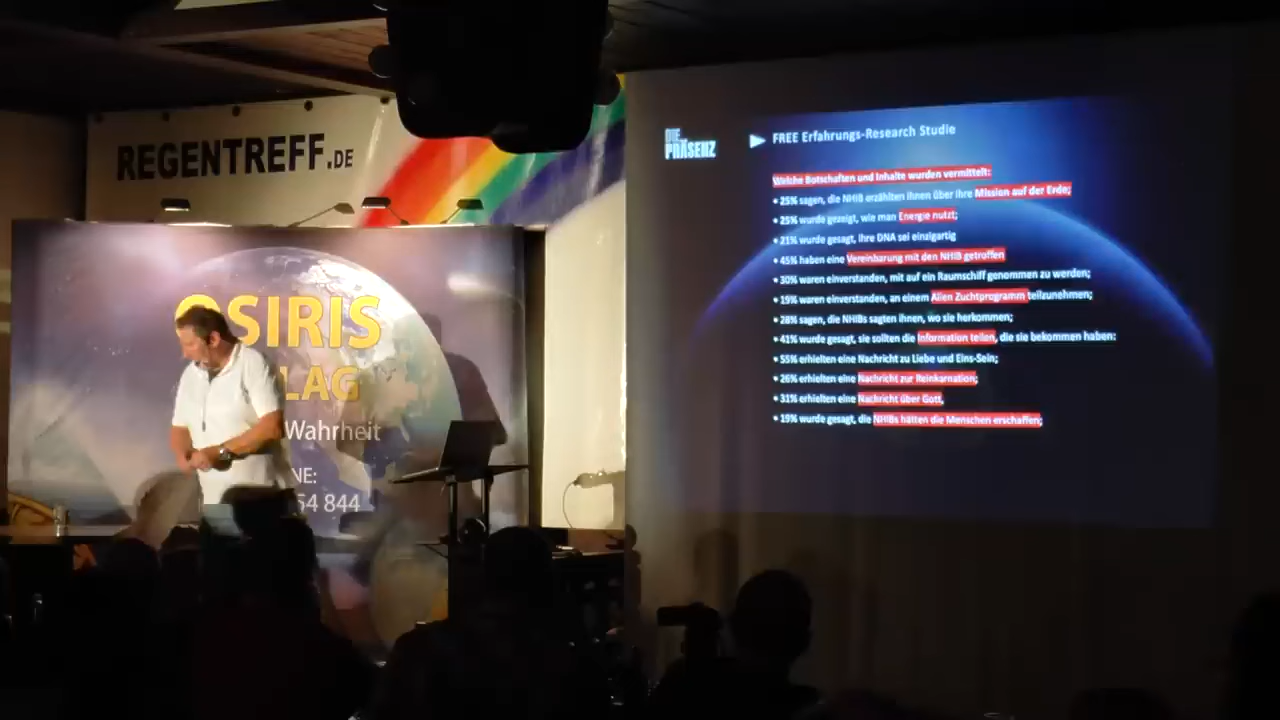 REGENTREFF.DE
OSIRIS
LAG
Wahrheit
NE:
54 844
DIE PRÄSENZ
FREE Erfahrungs-Research Studie
Welche Botschaften und Inhalte wurden vermittelt:
• 25% sagen, die NHIB erzählten ihnen über ihre Mission auf der Erde;
• 25% wurde gezeigt, wie man Energie nutzt;
• 21% wurde gesagt, ihre DNA sei einzigartig
• 45% haben eine Vereinbarung mit den NHIB getroffen
• 30% waren einverstanden, mit auf ein Raumschiff genommen zu werden;
• 19% waren einverstanden, an einem Alien Zuchtprogramm teilzunehmen;
• 28% sagen, die NHIBs sagten ihnen, wo sie herkommen;
• 41% wurde gesagt, sie sollten die Information teilen, die sie bekommen haben:
• 55% erhielten eine Nachricht zu Liebe und Eins-Sein;
• 26% erhielten eine Nachricht zur Reinkarnation;
• 31% erhielten eine Nachricht über Gott,
• 19% wurde gesagt, die NHIBs hätten die Menschen erschaffen;